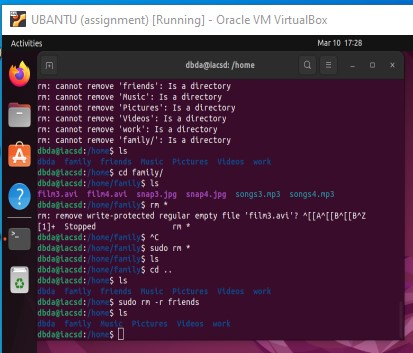 UBANTU (assignment) [Running] - Oracle VM VirtualBox
Activities
Mar 10 17:28
dbda@iacsd: /home
rm: cannot remove 'friends': Is a directory
rm: cannot remove 'Music': Is a directory
rm: cannot remove 'Pictures': Is a directory
rm: cannot remove 'Videos': Is a directory
rm: cannot remove 'work': Is a directory
rm: cannot remove 'family/': Is a directory
dbda@iacsd:/home$ ls
dbda family friends Music Pictures Videos work
dbda@iacsd:/home$ cd family/
dbda@iacsd:/home/family$ ls
film3.avi film4.avi snap3.jpg snap4.jpg songs3.mp3 songs4.mp3
dbda@iacsd:/home/family$ rm *
rm: remove write-protected regular empty file 'film3.avi'? ^[[A^[[B^[[B^Z
[1]+ Stopped rm *
dbda@iacsd:/home/family$ ^C
dbda@iacsd:/home/family$ sudo rm *
dbda@iacsd:/home/family$ ls
dbda@iacsd:/home/family$ cd ..
dbda@iacsd:/home$ ls
dbda family friends Music Pictures Videos work
dbda@iacsd:/home$ sudo rm -r friends
dbda@iacsd:/home$ ls
dbda family Music Pictures Videos work
dbda@iacsd:/home$